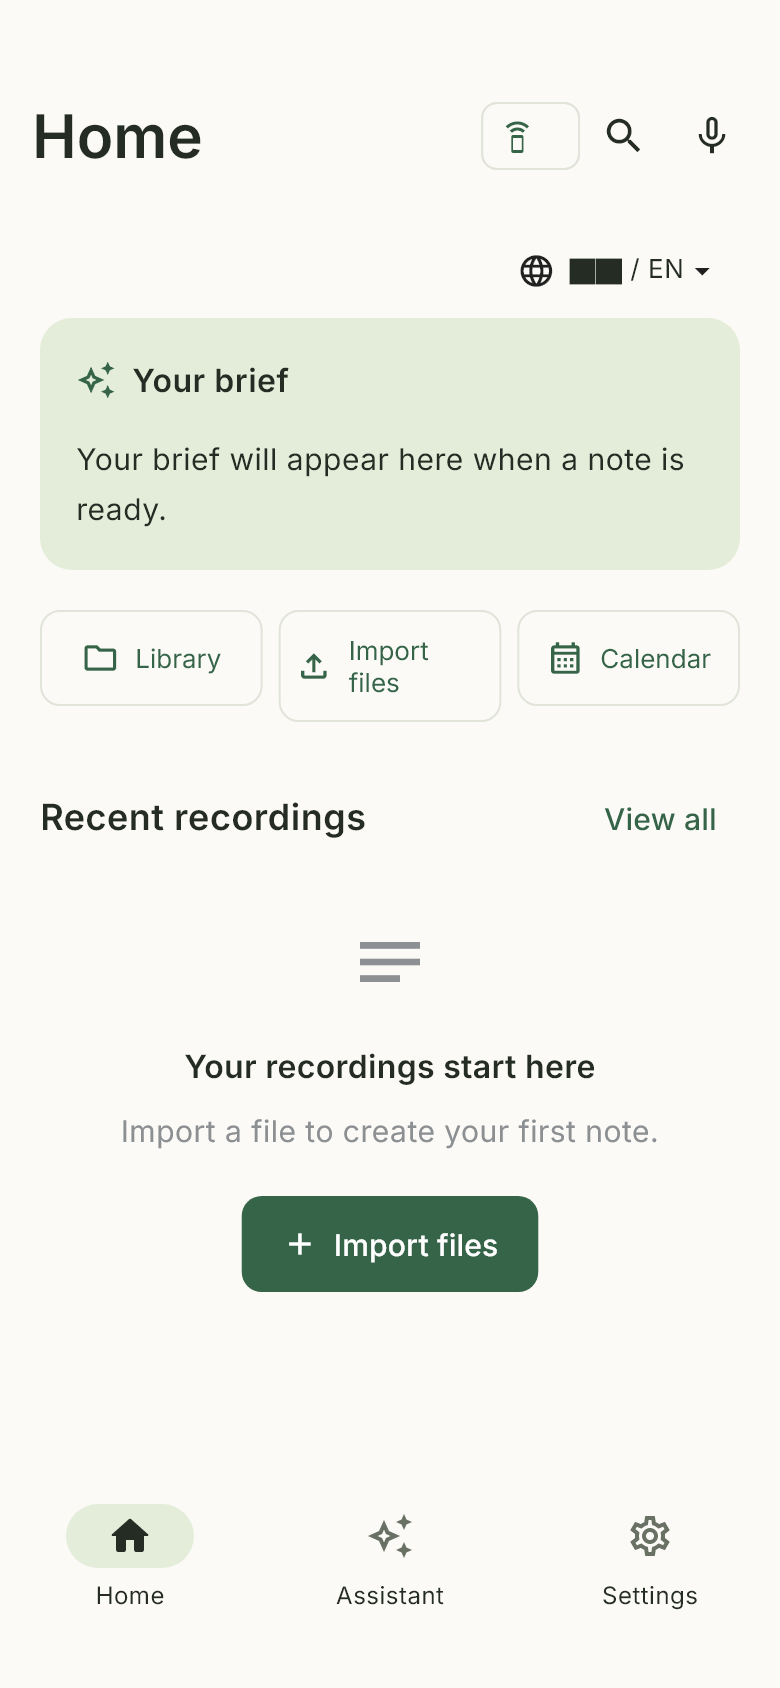 Home
/ EN
Your brief
Your brief will appear here when a note is
ready.
Library
Import
files
Calendar
Recent recordings
View all
Your recordings start here
Import a file to create your first note.
+ Import files
Home
Assistant
Settings